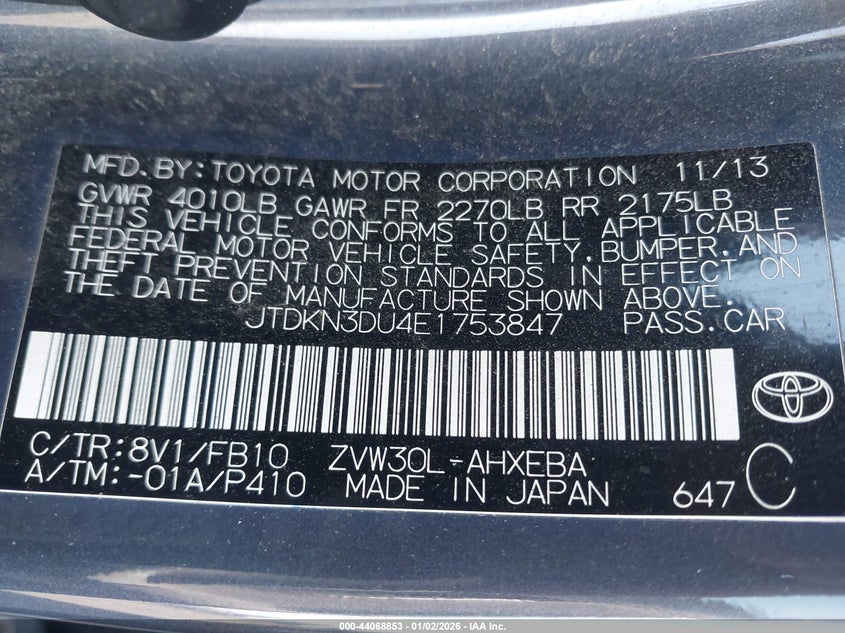 MFD.BY:TOYOTA MOTOR CORPORATION 11/13
GVWR 4010LB GAWR FR 2270LB RR 2175LB
THIS VEHICLE CONFORMS TO ALL APPLICABLE
FEDERAL MOTOR VEHICLE SAFETY,BUMPER,AND
THEFT PREVENTION STANDARDS IN EFFECT ON
THE DATE OF MANUFACTURE SHOWN ABOVE.
JTDKN3DU4E1753847 PASS.CAR
C/TR:8V1/FB10 ZVW30L-AHXEBA
A/TM:-01A/P410 MADE IN JAPAN 647 C
000-44068853 — 01/02/2026 — IAA Inc.